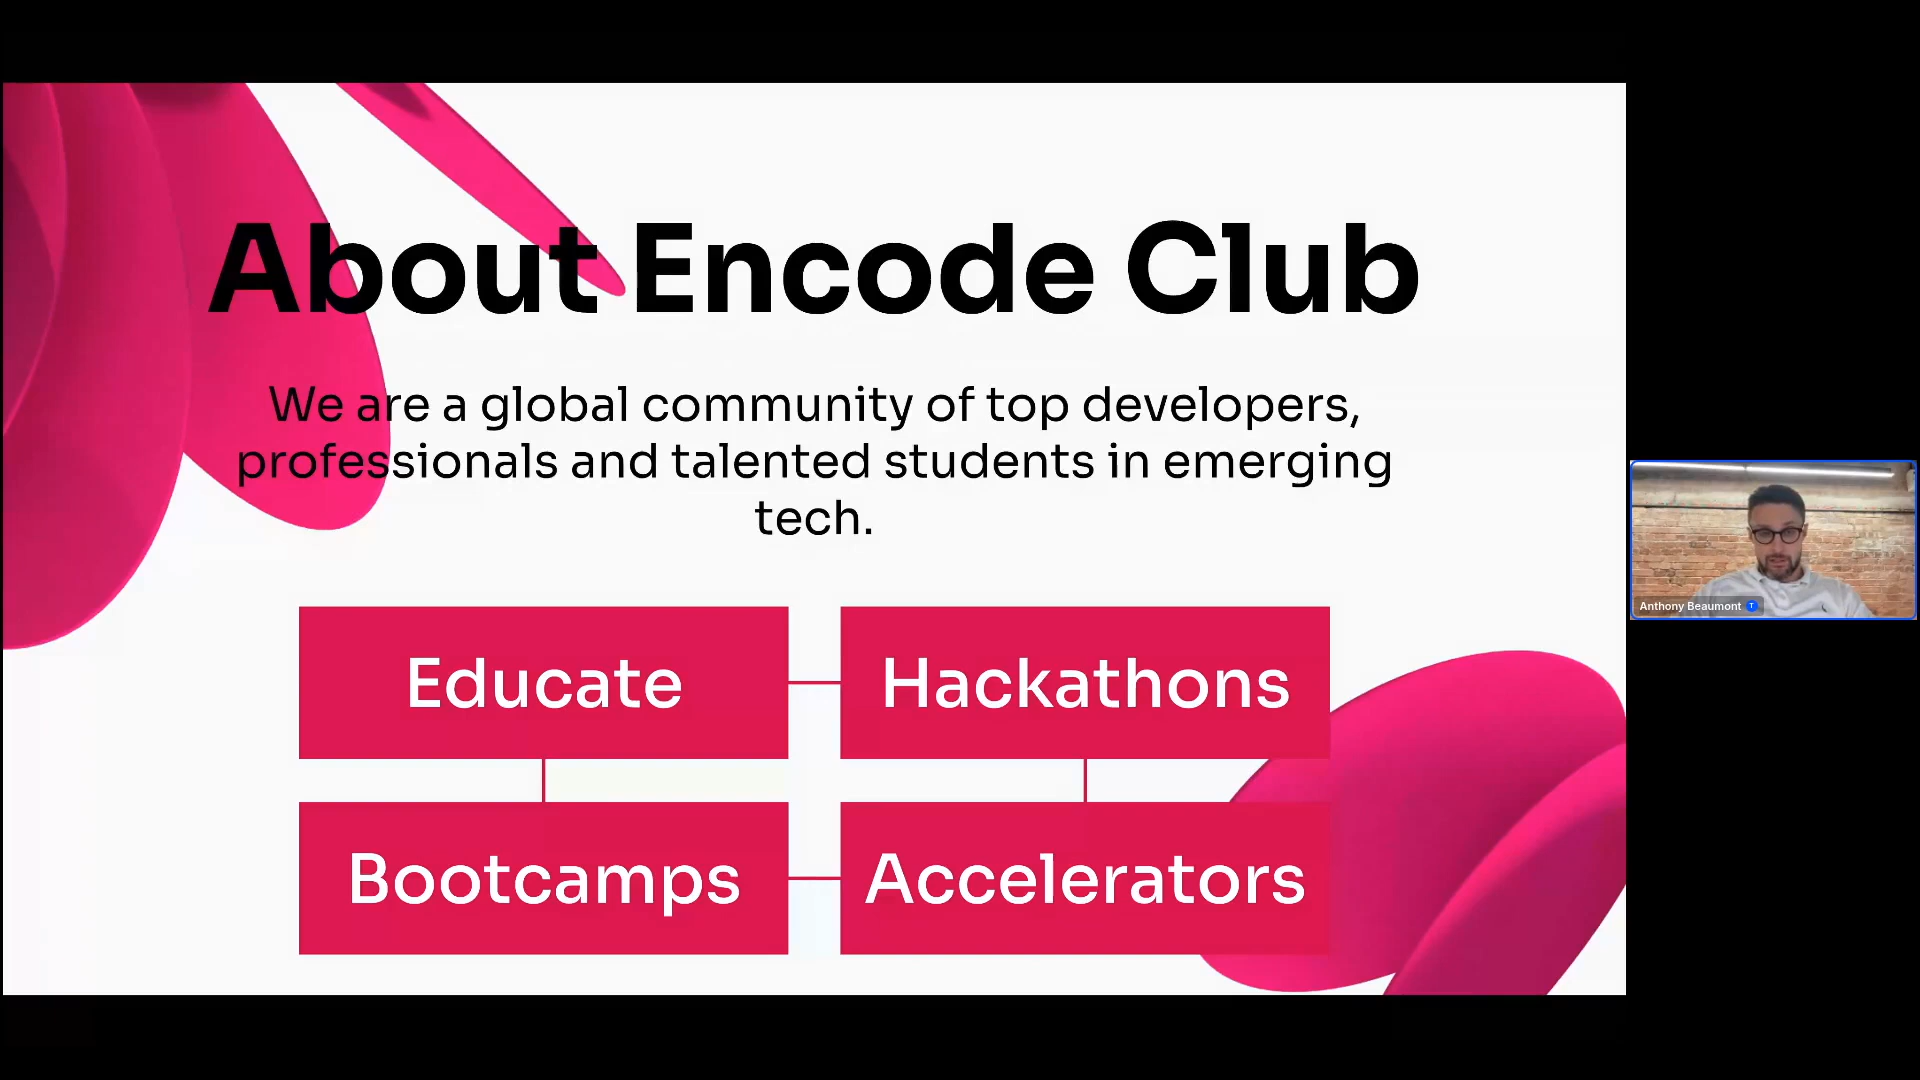 About Encode Club
We are a global community of top developers,
professionals and talented students in emerging
tech.
Educate
Hackathons
Bootcamps
Accelerators
Anthony Beaumont T